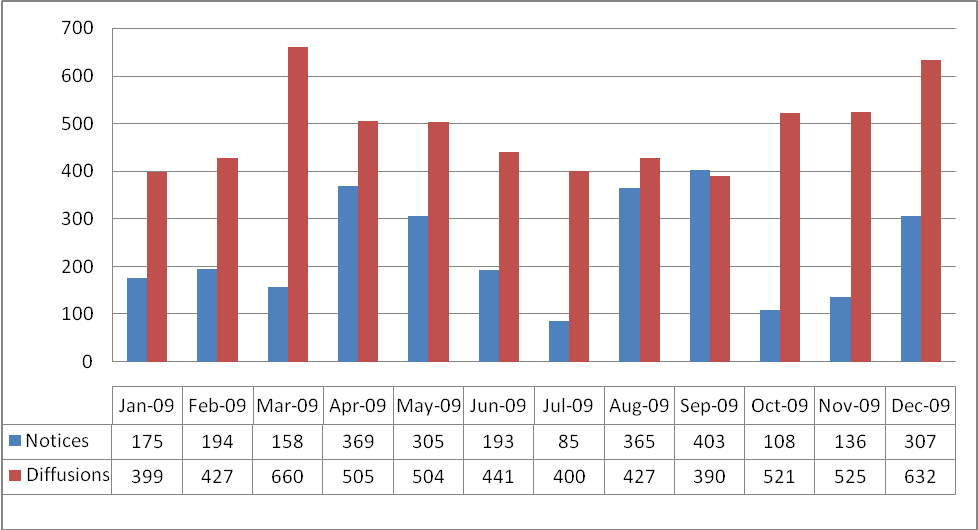 700
600
500
400
300
200
100
0
Jan-09 Feb-09 Mar-09 Apr-09 May-09 Jun-09 Jul-09 Aug-09 Sep-09 Oct-09 Nov-09 Dec-09
Notices 175 194 158 369 305 193 85 365 403 108 136 307
Diffusions 399 427 660 505 504 441 400 427 390 521 525 632